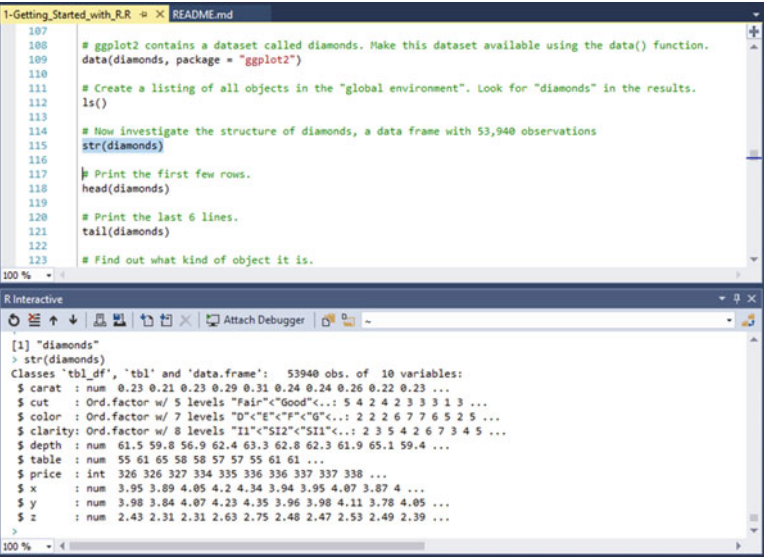 1-Getting_Started_with_R.R README.md
107
108 # ggplot2 contains a dataset called diamonds. Make this dataset available using the data() function.
109 data(diamonds, package = "ggplot2")
110
111 # Create a listing of all objects in the "global environment". Look for "diamonds" in the results.
112 ls()
113
114 # Now investigate the structure of diamonds, a data frame with 53,940 observations
115 str(diamonds)
116
117 # Print the first few rows.
118 head(diamonds)
119
120 # Print the last 6 lines.
121 tail(diamonds)
122
123 # Find out what kind of object it is.
100 %
R Interactive
Attach Debugger ~
[1] "diamonds"
> str(diamonds)
Classes 'tbl_df', 'tbl' and 'data.frame': 53940 obs. of 10 variables:
$ carat : num 0.23 0.21 0.23 0.29 0.31 0.24 0.24 0.26 0.22 0.23 ...
$ cut : Ord.factor w/ 5 levels "Fair"<"Good"<..: 5 4 2 4 2 3 3 3 1 3 ...
$ color : Ord.factor w/ 7 levels "D"<"E"<"F"<"G"<..: 2 2 2 6 7 7 6 5 2 5 ...
$ clarity: Ord.factor w/ 8 levels "I1"<"SI2"<"SI1"<..: 2 3 5 4 2 6 7 3 4 5 ...
$ depth : num 61.5 59.8 56.9 62.4 63.3 62.8 62.3 61.9 65.1 59.4 ...
$ table : num 55 61 65 58 58 57 57 55 61 61 ...
$ price : int 326 326 327 334 335 336 336 337 337 338 ...
$ x : num 3.95 3.89 4.05 4.2 4.34 3.94 3.95 4.07 3.87 4 ...
$ y : num 3.98 3.84 4.07 4.23 4.35 3.96 3.98 4.11 3.78 4.05 ...
$ z : num 2.43 2.31 2.31 2.63 2.75 2.48 2.47 2.53 2.49 2.39 ...
>
100 %